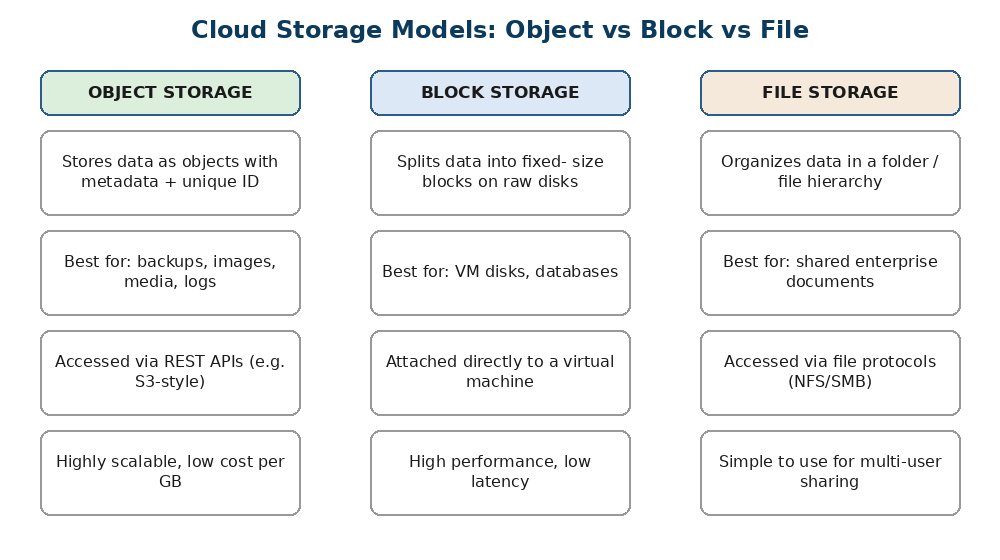 Cloud Storage Models: Object vs Block vs File
OBJECT STORAGE
Stores data as objects with
metadata + unique ID
Best for: backups, images,
media, logs
Accessed via REST APIs (e.g.
S3-style)
Highly scalable, low cost per
GB
BLOCK STORAGE
Splits data into fixed- size
blocks on raw disks
Best for: VM disks, databases
Attached directly to a virtual
machine
High performance, low
latency
FILE STORAGE
Organizes data in a folder /
file hierarchy
Best for: shared enterprise
documents
Accessed via file protocols
(NFS/SMB)
Simple to use for multi-user
sharing